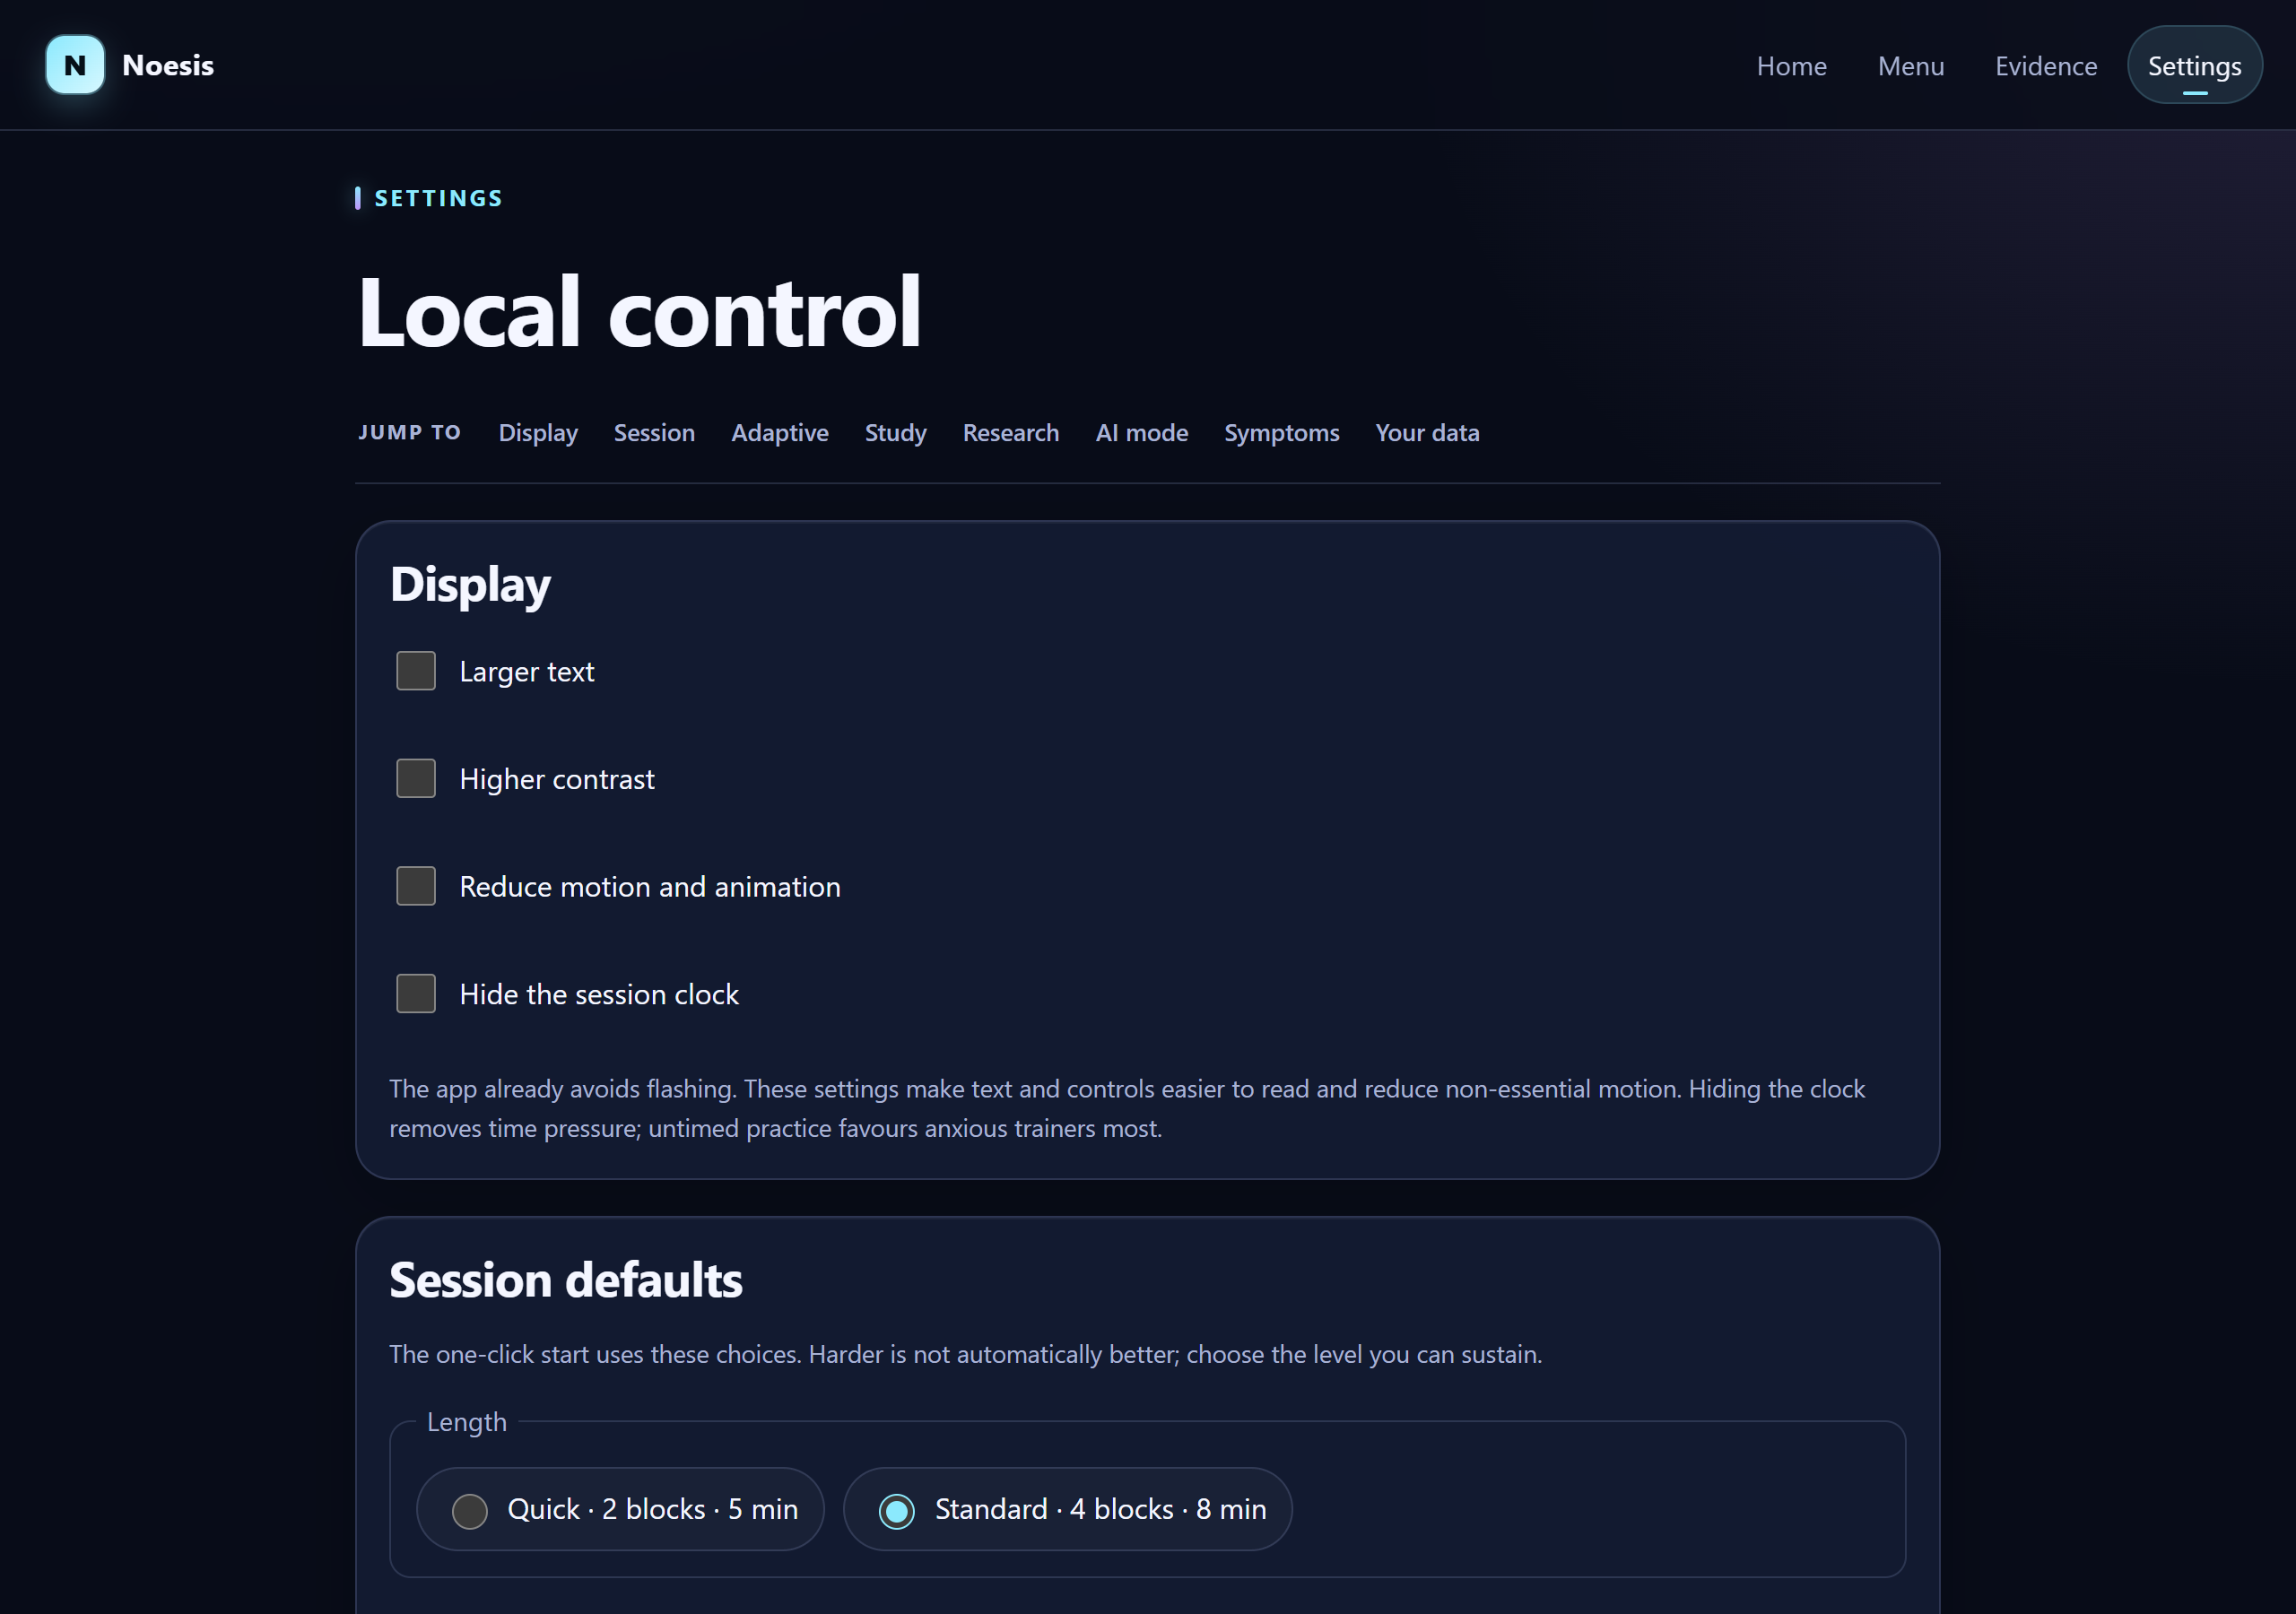 N Noesis
Home Menu Evidence Settings
SETTINGS
Local control
JUMP TO Display Session Adaptive Study Research AI mode Symptoms Your data
Display
Larger text
Higher contrast
Reduce motion and animation
Hide the session clock
The app already avoids flashing. These settings make text and controls easier to read and reduce non-essential motion. Hiding the clock
removes time pressure; untimed practice favours anxious trainers most.
Session defaults
The one-click start uses these choices. Harder is not automatically better; choose the level you can sustain.
Length
Quick · 2 blocks · 5 min Standard · 4 blocks · 8 min